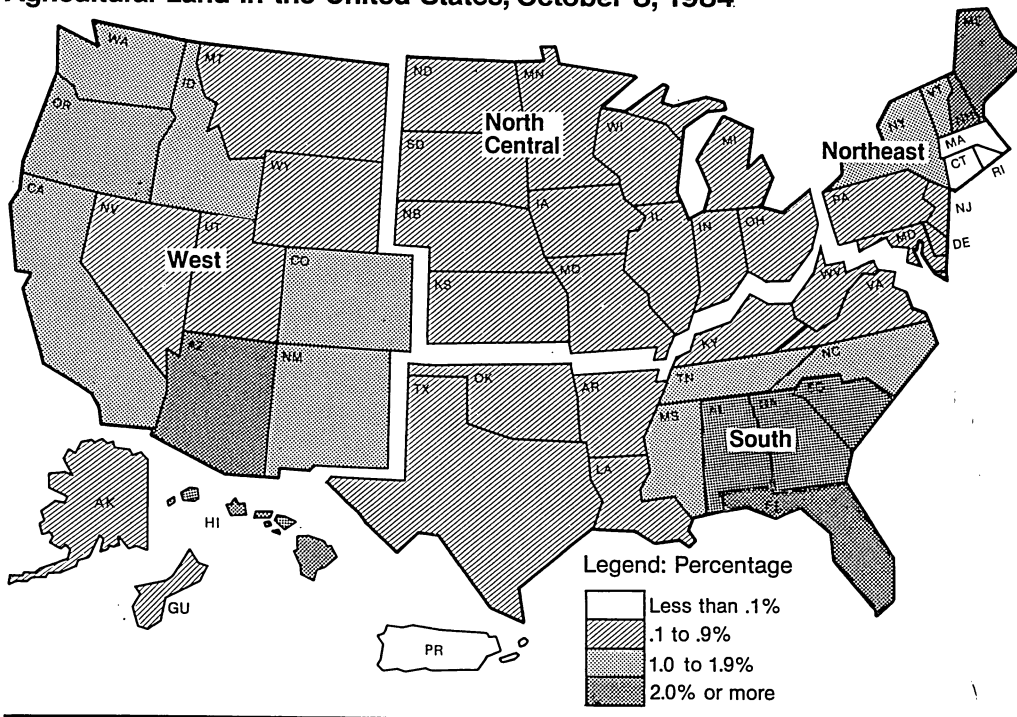 Agricultural Land in the United States, October 8, 1984
WA
MT
ND
MN
ME
ID
OR
VT
NH
NY
WI
MI
North
Central
SD
MA
Northeast
CT
RI
WY
CA
NV
NB
IA
PA
NJ
UT
IL
IN
OH
MD
DE
West
CO
MO
KS
WV
VA
AZ
NM
KY
NC
TX
OK
AR
TN
SC
MS
AL
GA
South
LA
FL
AK
HI
GU
PR
Legend: Percentage
Less than .1%
.1 to .9%
1.0 to 1.9%
2.0% or more